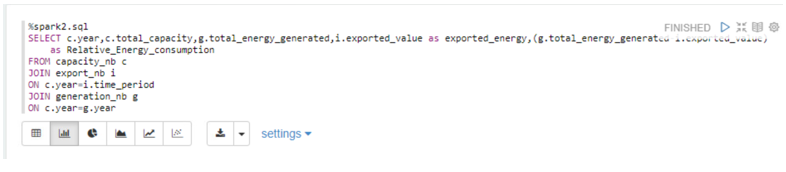 %spark2.sql
FINISHED
SELECT c.year,c.total_capacity,g.total_energy_generated,i.exported_value as exported_energy,(g.total_energy_generated i.exported_value)
as Relative_Energy_consumption
FROM capacity_nb c
JOIN export_nb i
ON c.year=i.time_period
JOIN generation_nb g
ON c.year=g.year
settings